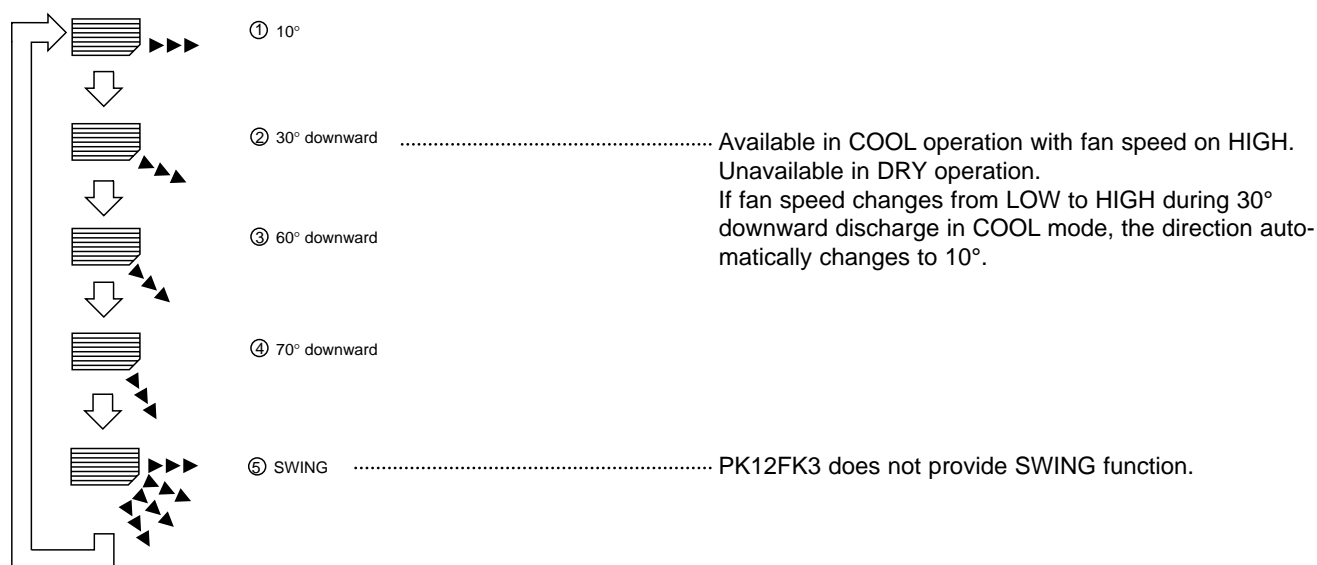 ① 10°
② 30° downward ........................ Available in COOL operation with fan speed on HIGH.
Unavailable in DRY operation.
If fan speed changes from LOW to HIGH during 30°
downward discharge in COOL mode, the direction auto-
matically changes to 10°.
③ 60° downward
④ 70° downward
⑤ SWING ........................ PK12FK3 does not provide SWING function.